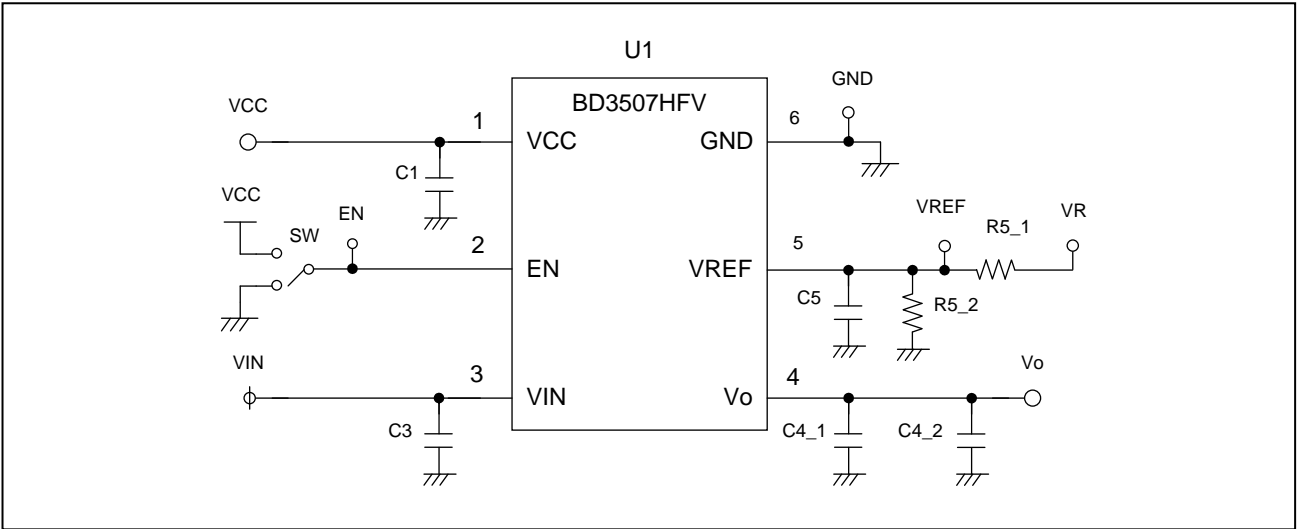 U1
BD3507HFV
VCC
1
VCC
C1
GND
6
GND
VCC
SW
EN
2
EN
VREF
5
VREF
R5_1
VR
C5
R5_2
VIN
3
VIN
C3
Vo
4
Vo
C4_1
C4_2